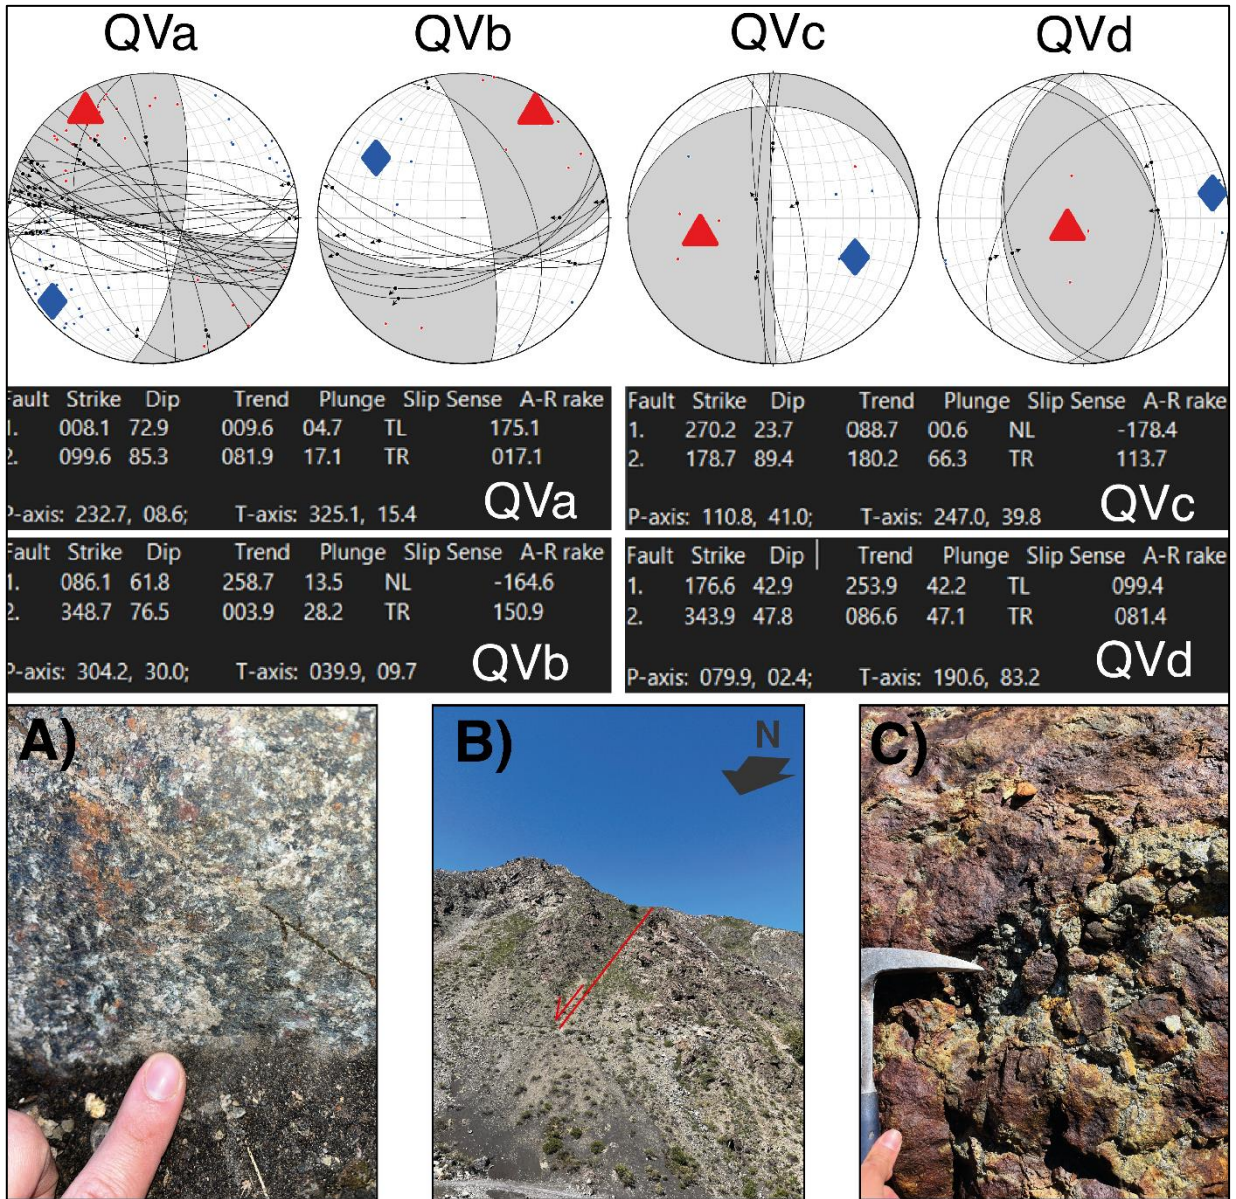 QVa QVb QVc QVd
Fault Strike Dip Trend Plunge Slip Sense A-R rake
1. 008.1 72.9 009.6 04.7 TL 175.1
2. 099.6 85.3 081.9 17.1 TR 017.1
P-axis: 232.7, 08.6; T-axis: 325.1, 15.4
QVa
Fault Strike Dip Trend Plunge Slip Sense A-R rake
1. 270.2 23.7 088.7 00.6 NL -178.4
2. 178.7 89.4 180.2 66.3 TR 113.7
P-axis: 110.8, 41.0; T-axis: 247.0, 39.8
QVc
Fault Strike Dip Trend Plunge Slip Sense A-R rake
1. 086.1 61.8 258.7 13.5 NL -164.6
2. 348.7 76.5 003.9 28.2 TR 150.9
P-axis: 304.2, 30.0; T-axis: 039.9, 09.7
QVb
Fault Strike Dip Trend Plunge Slip Sense A-R rake
1. 176.6 42.9 253.9 42.2 TL 099.4
2. 343.9 47.8 086.6 47.1 TR 081.4
P-axis: 079.9, 02.4; T-axis: 190.6, 83.2
QVd
A) B) N C)